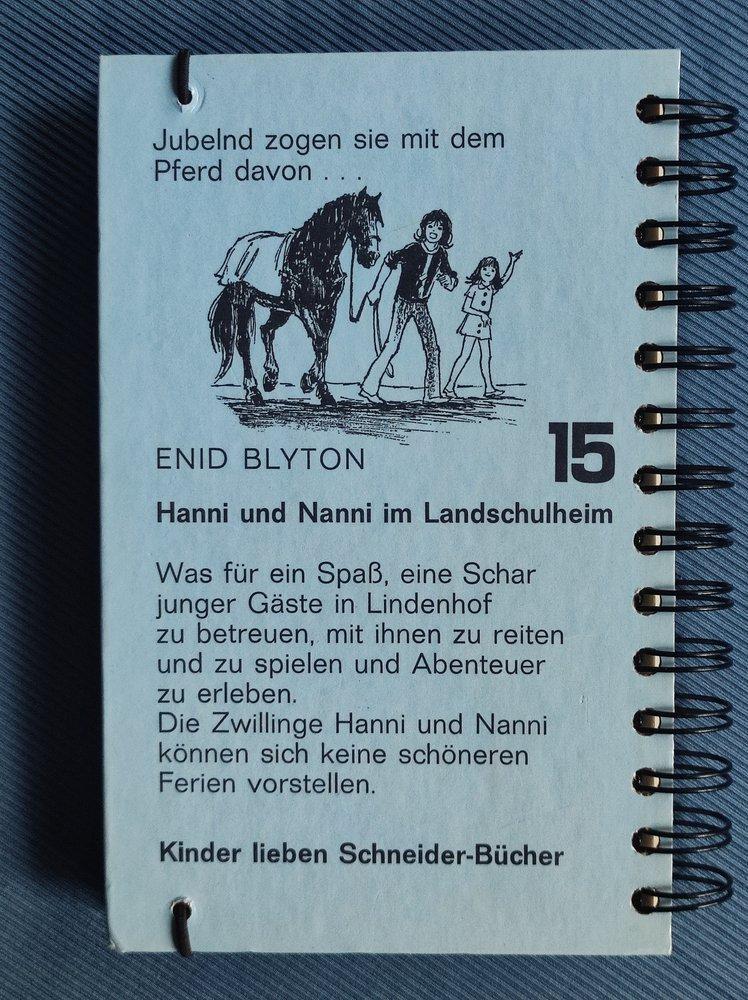 Jubelnd zogen sie mit dem
Pferd davon . . .
ENID BLYTON
15
Hanni und Nanni im Landschulheim
Was für ein Spaß, eine Schar
junger Gäste in Lindenhof
zu betreuen, mit ihnen zu reiten
und zu spielen und Abenteuer
zu erleben.
Die Zwillinge Hanni und Nanni
können sich keine schöneren
Ferien vorstellen.
Kinder lieben Schneider-Bücher